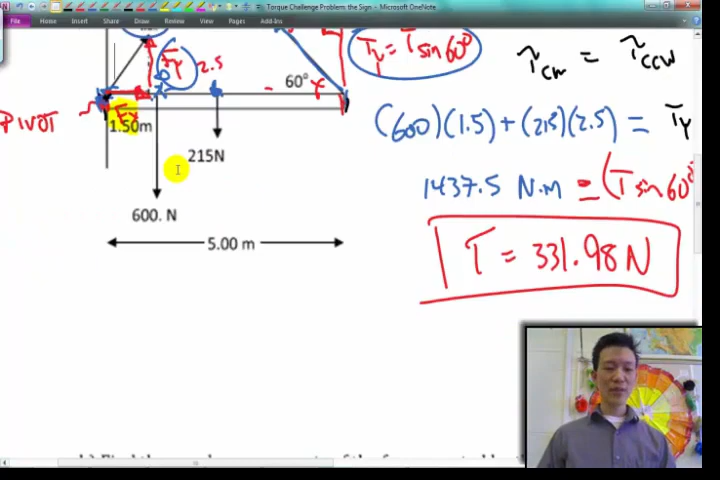 Torque Challenge Problem: the Sign - Microsoft OneNote
File Home Insert Share Draw Review View Add-Ins
Ty = T sin 60°
τcw = τccw
Fy 2.5
60°
PIVOT
Fx
1.50m
(600)(1.5) + (215)(2.5) = Ty
215N
1437.5 N.m = (T sin 60°
600. N
5.00 m
T = 331.98 N